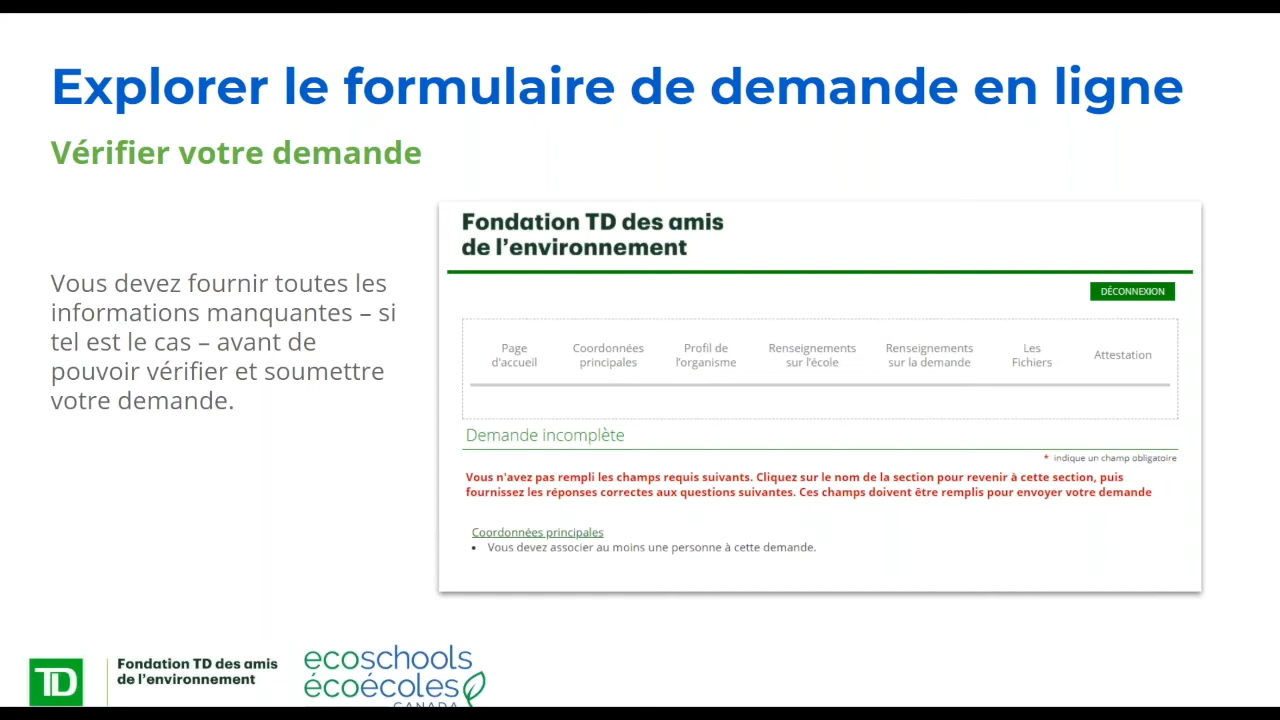 Explorer le formulaire de demande en ligne
Vérifier votre demande
Vous devez fournir toutes les
informations manquantes – si
tel est le cas – avant de
pouvoir vérifier et soumettre
votre demande.
Fondation TD des amis
de l'environnement
DÉCONNEXION
Page
d'accueil
Coordonnées
principales
Profil de
l'organisme
Renseignements
sur l'école
Renseignements
sur la demande
Les
Fichiers
Attestation
Demande incomplète
* indique un champ obligatoire
Vous n'avez pas rempli les champs requis suivants. Cliquez sur le nom de la section pour revenir à cette section, puis
fournissez les réponses correctes aux questions suivantes. Ces champs doivent être remplis pour envoyer votre demande
Coordonnées principales
• Vous devez associer au moins une personne à cette demande.
TD
Fondation TD des amis
de l'environnement
ecoschools
écoécoles
CANADA